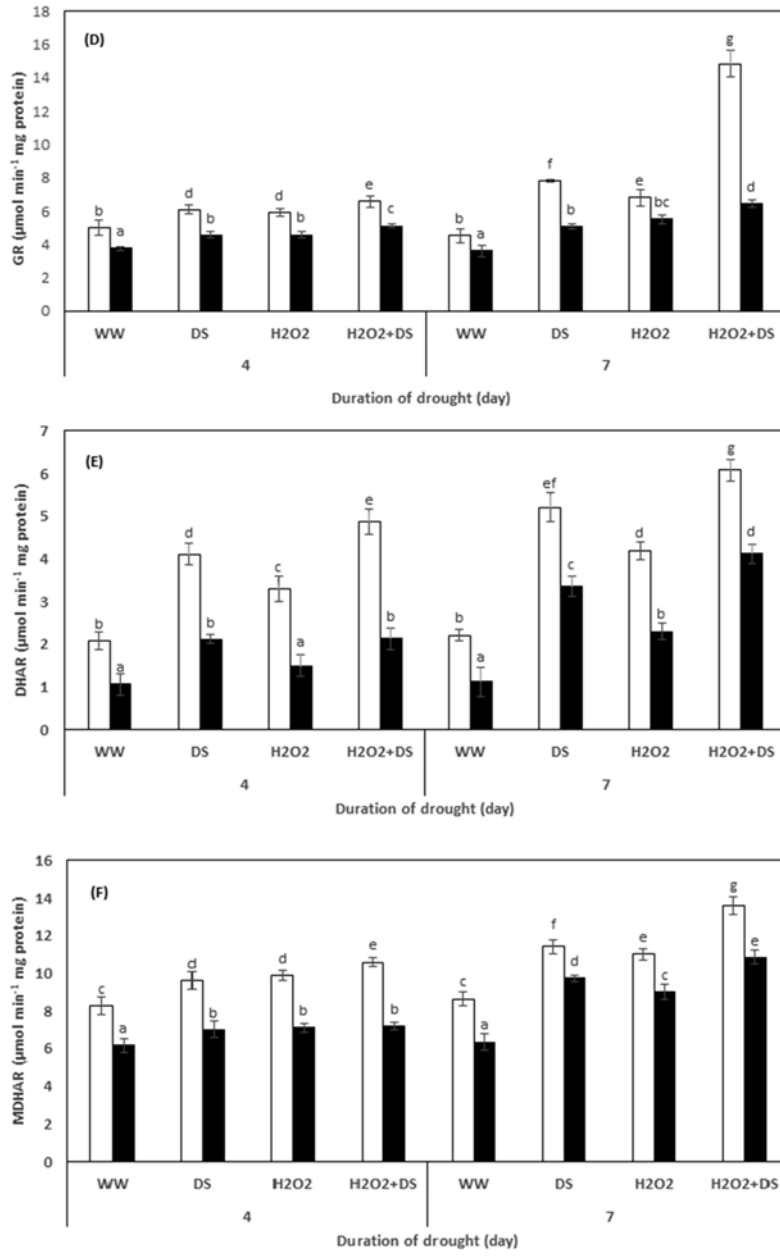 18
16
14
12
10
8
6
4
2
0
GR (µmol min⁻¹ mg protein)
(D)
b a d b d b e c b a f b e bc g d
WW DS H2O2 H2O2+DS WW DS H2O2 H2O2+DS
4 7
Duration of drought (day)
7
6
5
4
3
2
1
0
DHAR (µmol min⁻¹ mg protein)
(E)
b a d b c a e b b a ef c d b g d
WW DS H2O2 H2O2+DS WW DS H2O2 H2O2+DS
4 7
Duration of drought (day)
16
14
12
10
8
6
4
2
0
MDHAR (µmol min⁻¹ mg protein)
(F)
c a d b d b e b c a f d e c g e
WW DS H2O2 H2O2+DS WW DS H2O2 H2O2+DS
4 7
Duration of drought (day)